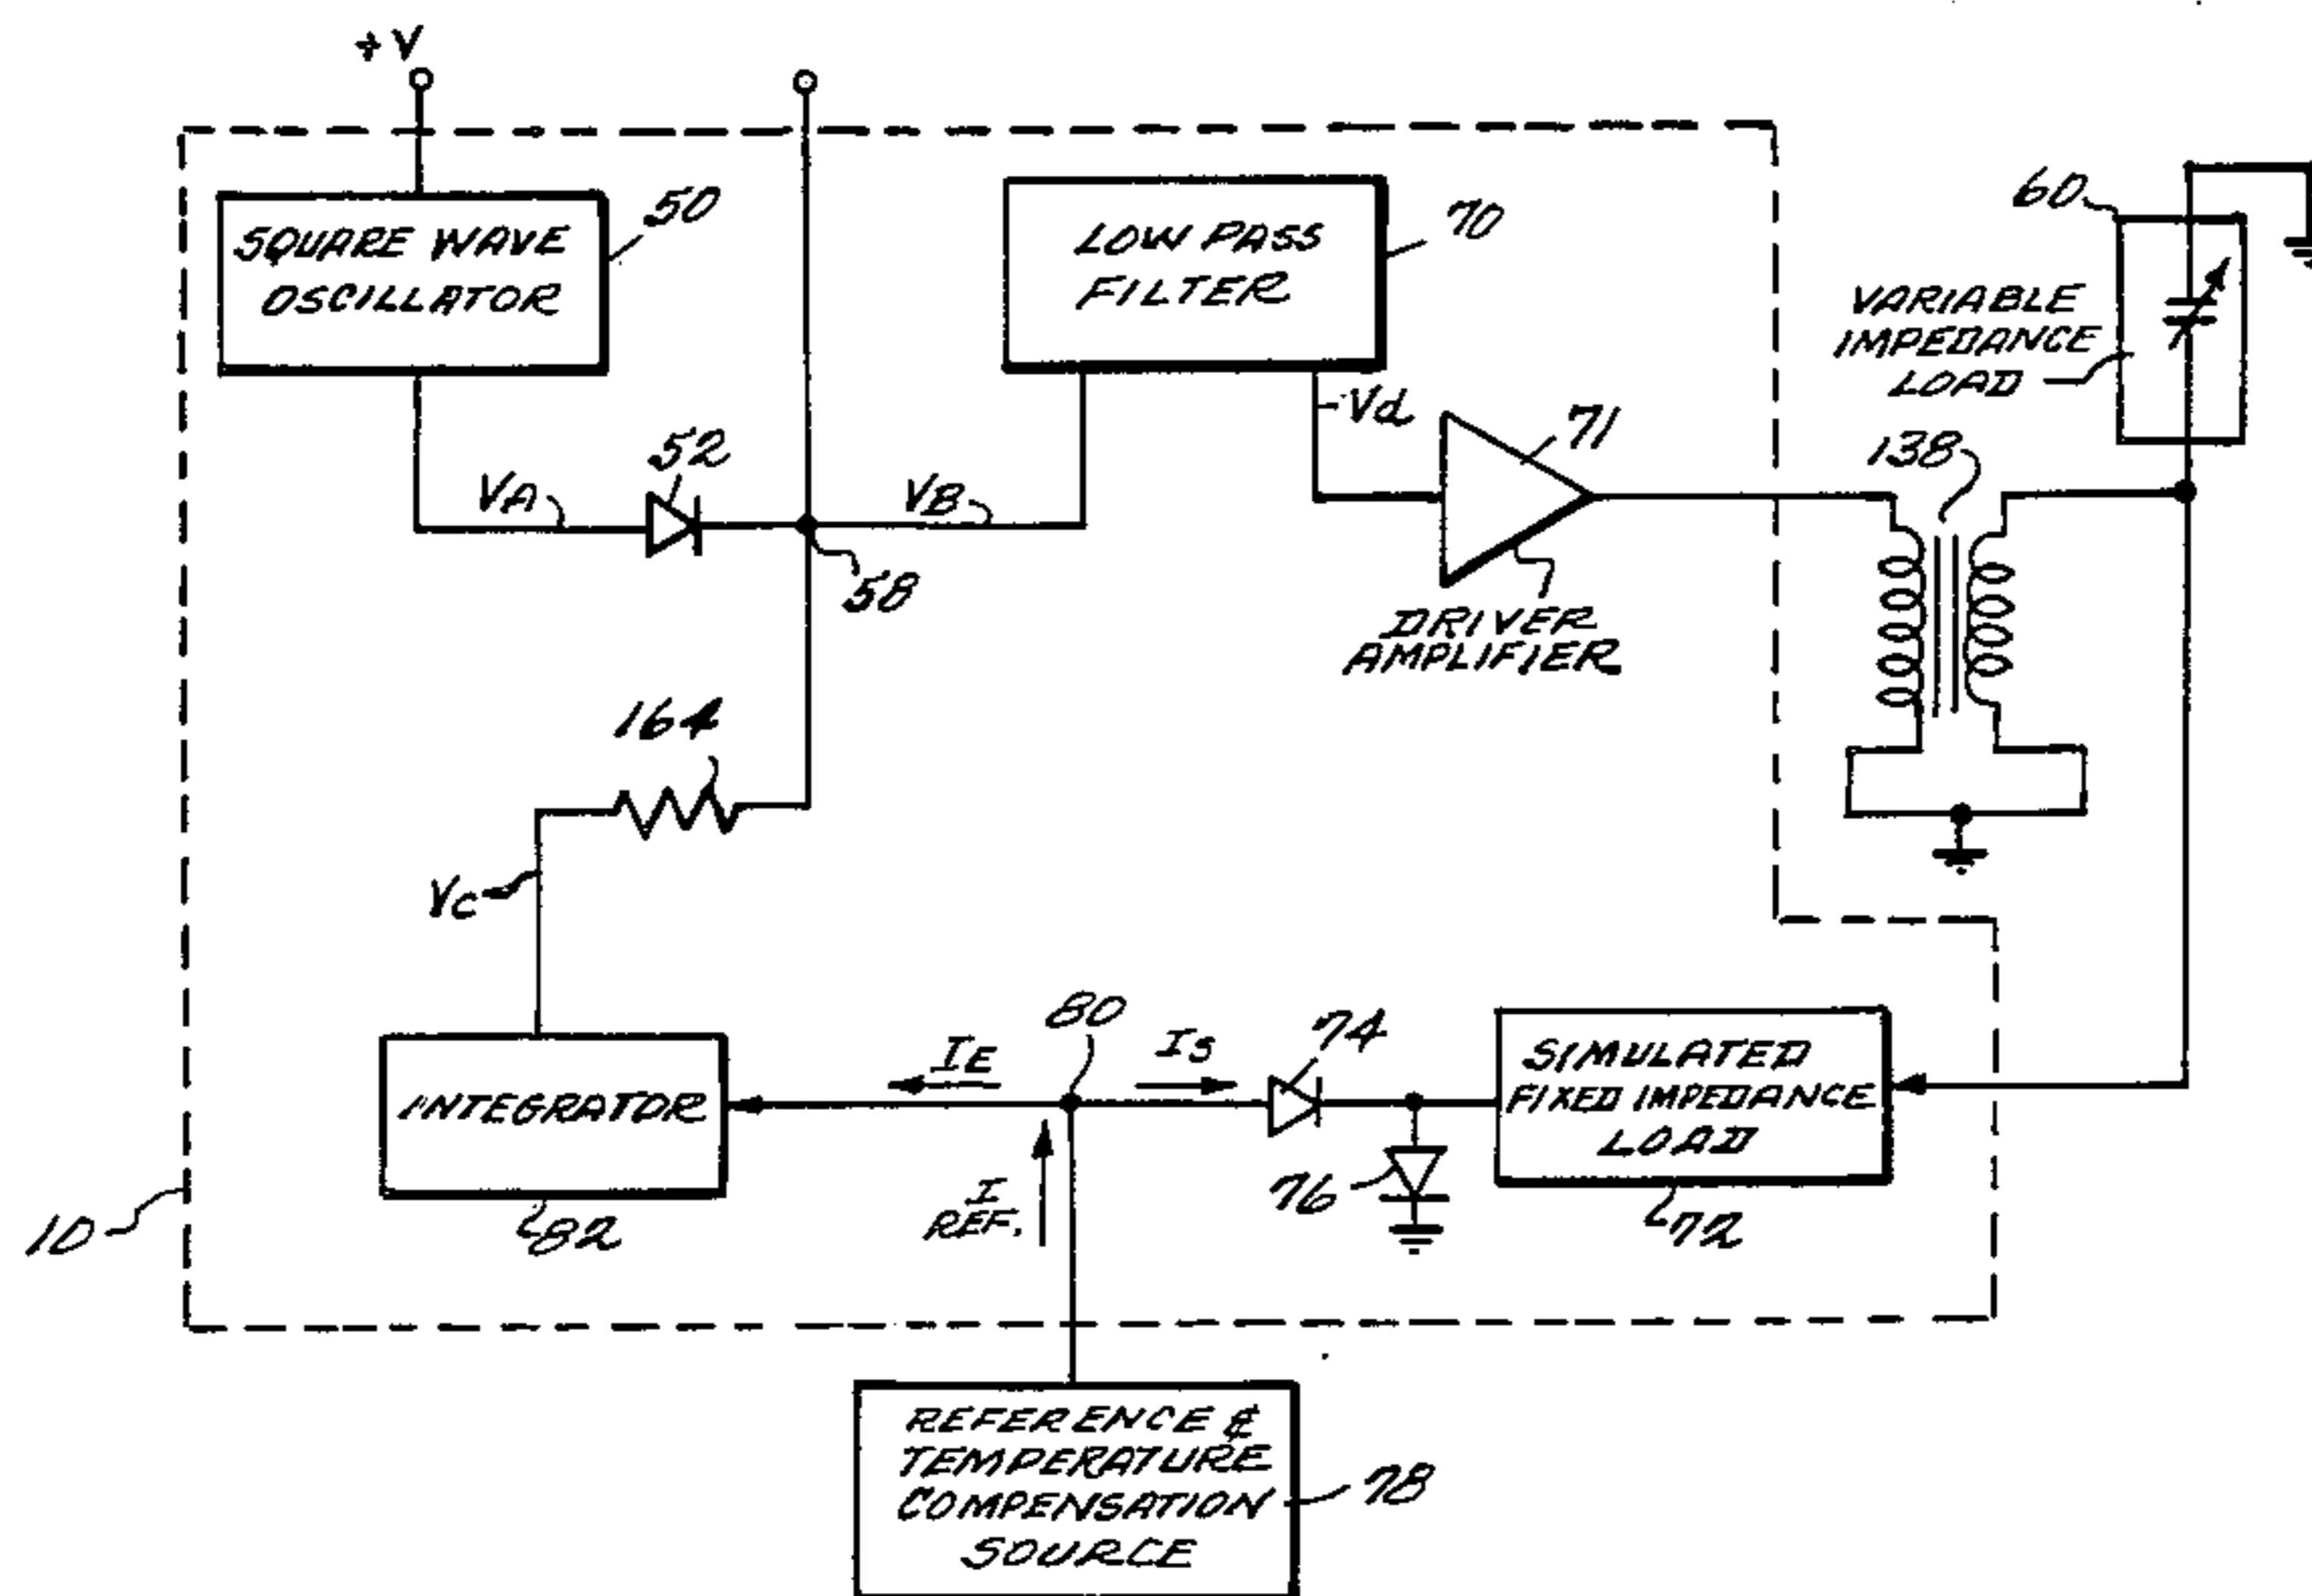 +V
SQUARE WAVE
OSCILLATOR
50
LOW PASS
FILTER
70
60
VARIABLE
IMPEDANCE
LOAD
Vd
71
52
VA
VB
138
58
DRIVER
AMPLIFIER
164
Vc
80
74
IE
IS
INTEGRATOR
SIMULATED
FIXED IMPEDANCE
LOAD
76
I
REF.
10
82
72
REFERENCE &
TEMPERATURE
COMPENSATION
SOURCE
78